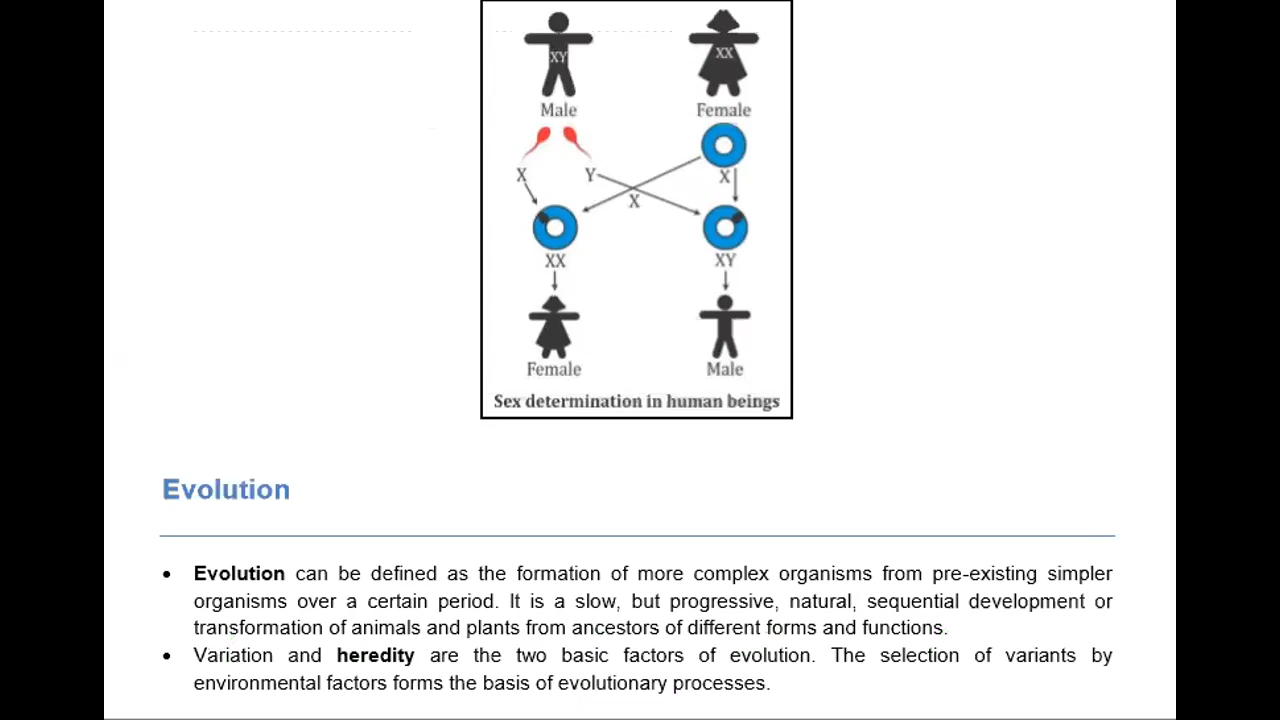 XY
XX
Male
Female
X
Y
X
X
XX
XY
Female
Male
Sex determination in human beings
Evolution
• Evolution can be defined as the formation of more complex organisms from pre-existing simpler
organisms over a certain period. It is a slow, but progressive, natural, sequential development or
transformation of animals and plants from ancestors of different forms and functions.
• Variation and heredity are the two basic factors of evolution. The selection of variants by
environmental factors forms the basis of evolutionary processes.